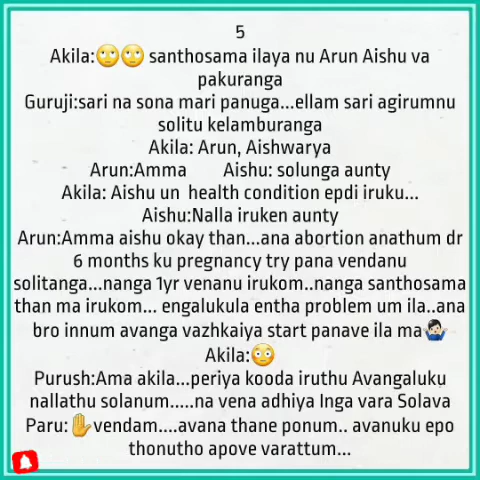 5
Akila:🙄🙄 santhosama ilaya nu Arun Aishu va
pakuranga
Guruji:sari na sona mari panuga...ellam sari agirumnu
solitu kelamburanga
Akila: Arun, Aishwarya
Arun:Amma Aishu: solunga aunty
Akila: Aishu un health condition epdi iruku...
Aishu:Nalla iruken aunty
Arun:Amma aishu okay than...ana abortion anathum dr
6 months ku pregnancy try pana vendanu
solitanga...nanga 1yr venanu irukom..nanga santhosama
than ma irukom... engalukula entha problem um ila..ana
bro innum avanga vazhkaiya start panave ila ma🤷🏻‍♂️
Akila:😳
Purush:Ama akila...periya kooda iruthu Avangaluku
nallathu solanum.....na vena adhiya Inga vara Solava
Paru:✋vendam....avana thane ponum.. avanuku epo
thonutho apove varattum...